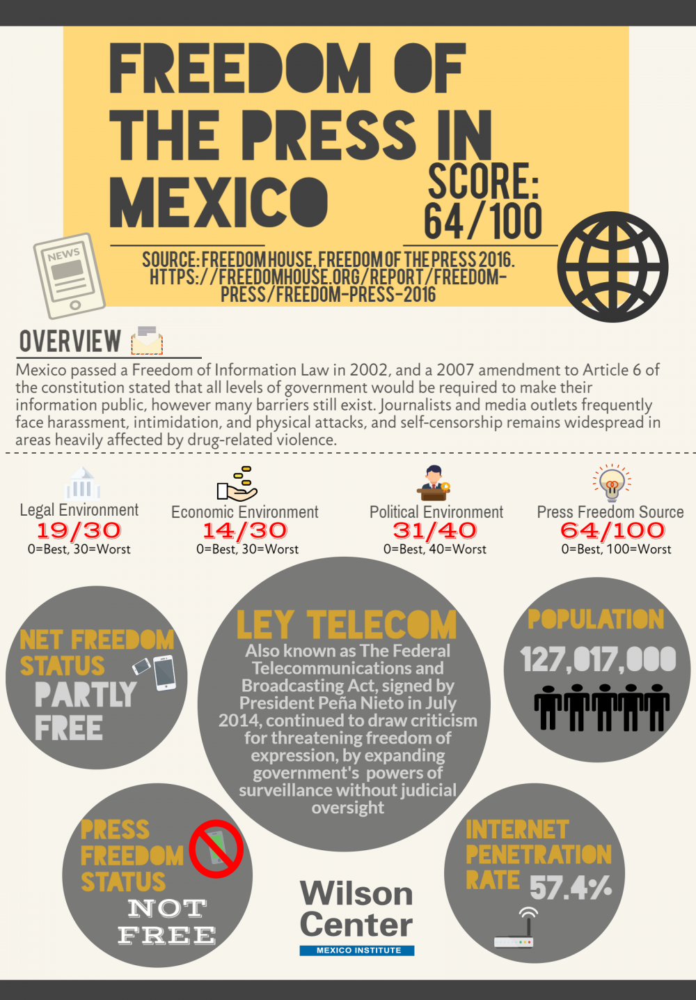 FREEDOM OF
THE PRESS IN
MEXICO
SCORE:
64/100
SOURCE: FREEDOM HOUSE, FREEDOM OF THE PRESS 2016.
HTTPS://FREEDOMHOUSE.ORG/REPORT/FREEDOM-
PRESS/FREEDOM-PRESS-2016
NEWS
OVERVIEW
Mexico passed a Freedom of Information Law in 2002, and a 2007 amendment to Article 6 of
the constitution stated that all levels of government would be required to make their
information public, however many barriers still exist. Journalists and media outlets frequently
face harassment, intimidation, and physical attacks, and self-censorship remains widespread in
areas heavily affected by drug-related violence.
Legal Environment
19/30
0=Best, 30=Worst
Economic Environment
14/30
0=Best, 30=Worst
Political Environment
31/40
0=Best, 40=Worst
Press Freedom Source
64/100
0=Best, 100=Worst
NET FREEDOM
STATUS
PARTLY
FREE
LEY TELECOM
Also known as The Federal
Telecommunications and
Broadcasting Act, signed by
President Peña Nieto in July
2014, continued to draw criticism
for threatening freedom of
expression, by expanding
government's powers of
surveillance without judicial
oversight
POPULATION
127,017,000
PRESS
FREEDOM
STATUS
NOT
FREE
INTERNET
PENETRATION
RATE 57.4%
Wilson
Center
MEXICO INSTITUTE